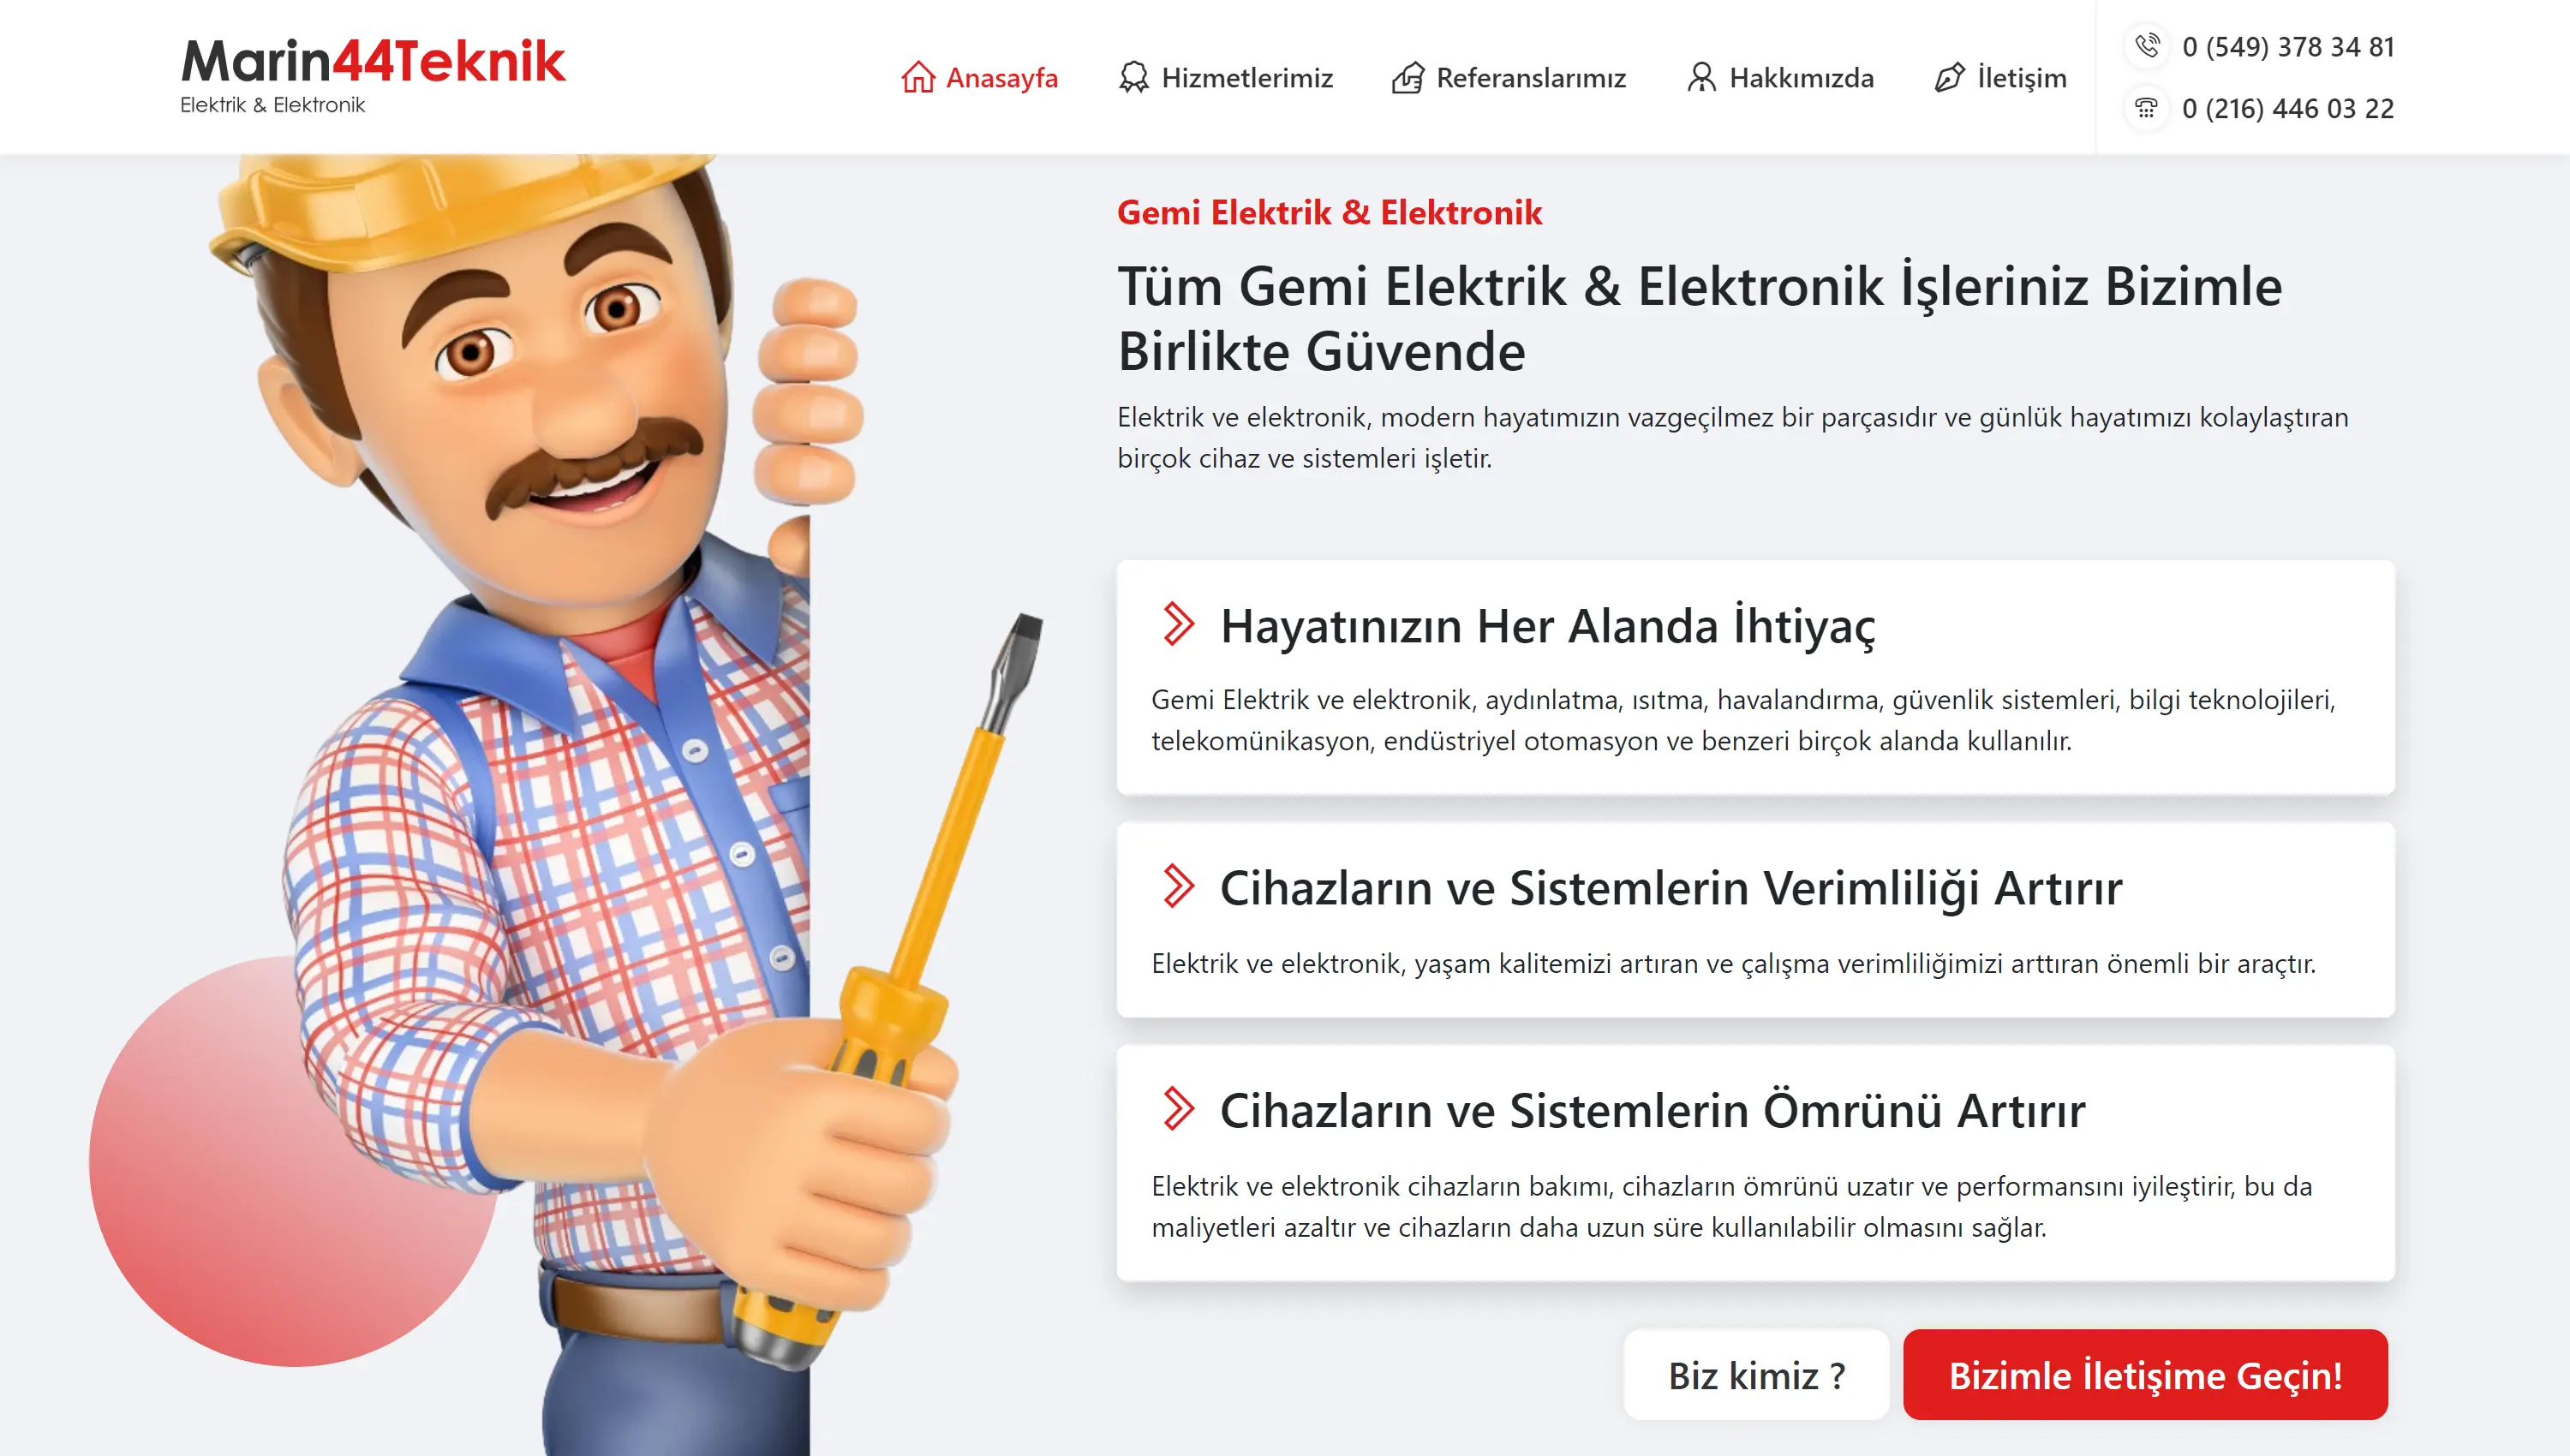 Marin44Teknik
Elektrik & Elektronik
Anasayfa
Hizmetlerimiz
Referanslarımız
Hakkımızda
İletişim
0 (549) 378 34 81
0 (216) 446 03 22
Gemi Elektrik & Elektronik
Tüm Gemi Elektrik & Elektronik İşleriniz Bizimle
Birlikte Güvende
Elektrik ve elektronik, modern hayatımızın vazgeçilmez bir parçasıdır ve günlük hayatımızı kolaylaştıran
birçok cihaz ve sistemleri işletir.
Hayatınızın Her Alanda İhtiyaç
Gemi Elektrik ve elektronik, aydınlatma, ısıtma, havalandırma, güvenlik sistemleri, bilgi teknolojileri,
telekomünikasyon, endüstriyel otomasyon ve benzeri birçok alanda kullanılır.
Cihazların ve Sistemlerin Verimliliği Artırır
Elektrik ve elektronik, yaşam kalitemizi artıran ve çalışma verimliliğimizi arttıran önemli bir araçtır.
Cihazların ve Sistemlerin Ömrünü Artırır
Elektrik ve elektronik cihazların bakımı, cihazların ömrünü uzatır ve performansını iyileştirir, bu da
maliyetleri azaltır ve cihazların daha uzun süre kullanılabilir olmasını sağlar.
Biz kimiz ?
Bizimle İletişime Geçin!